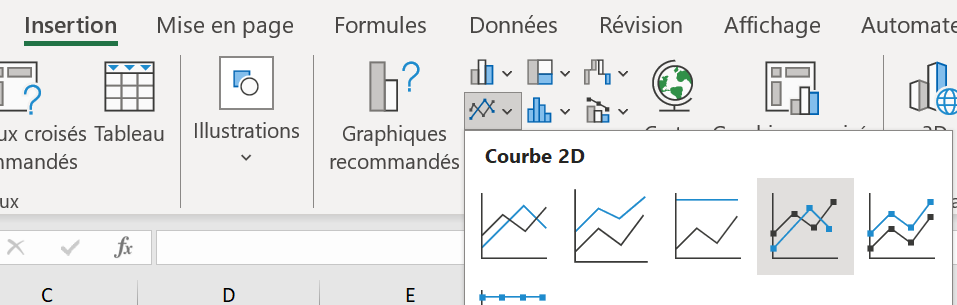 Insertion Mise en page Formules Données Révision Affichage Automate
ux croisés Tableau Illustrations Graphiques
mmandés recommandés
ux
Courbe 2D
fx
C D E